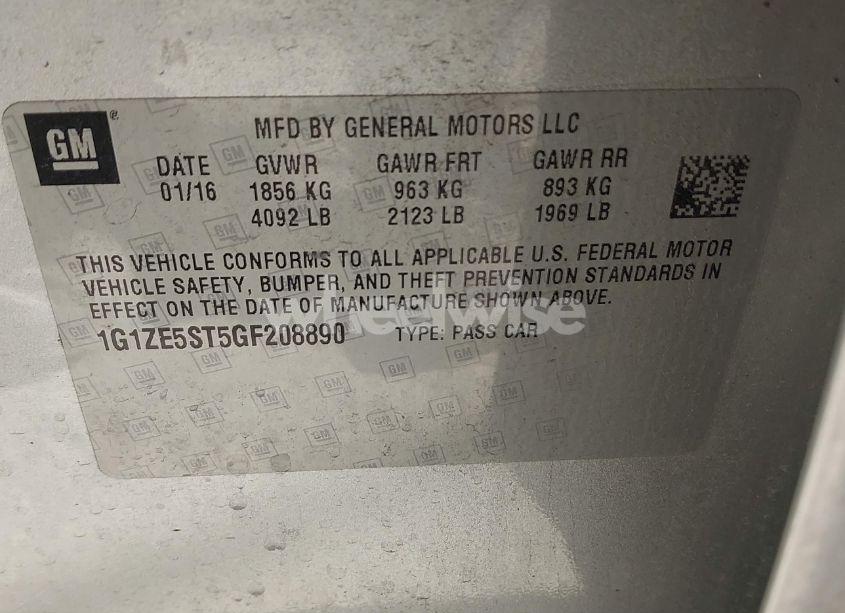 GM ®
MFD BY GENERAL MOTORS LLC
DATE GVWR GAWR FRT GAWR RR
01/16 1856 KG 963 KG 893 KG
4092 LB 2123 LB 1969 LB
THIS VEHICLE CONFORMS TO ALL APPLICABLE U.S. FEDERAL MOTOR
VEHICLE SAFETY, BUMPER, AND THEFT PREVENTION STANDARDS IN
EFFECT ON THE DATE OF MANUFACTURE SHOWN ABOVE.
wheelwise
1G1ZE5ST5GF208890 TYPE: PASS CAR